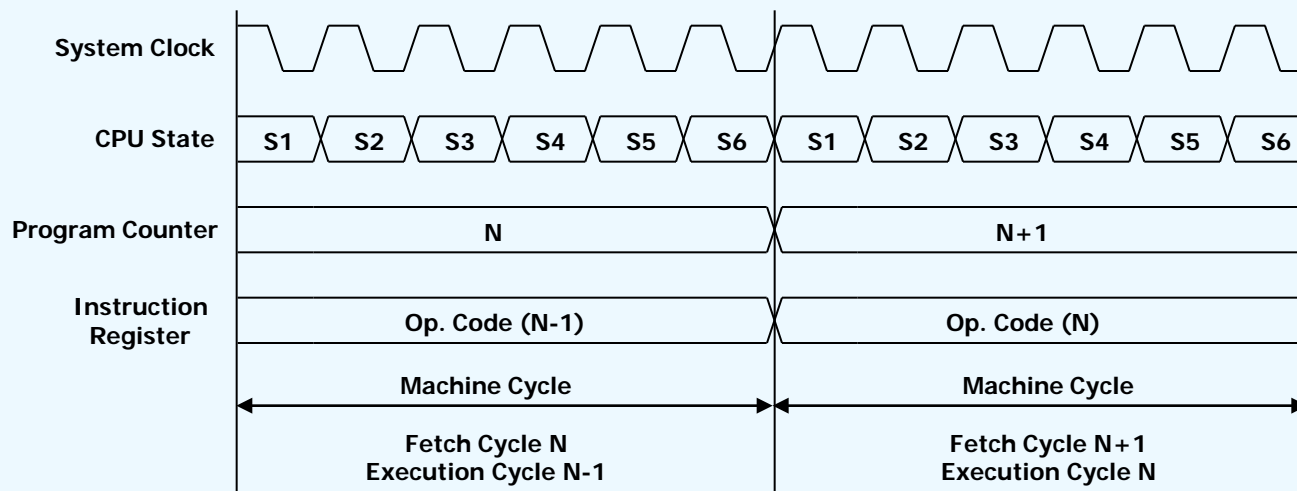 System Clock
CPU State
S1 S2 S3 S4 S5 S6 S1 S2 S3 S4 S5 S6
Program Counter
N N+1
Instruction
Register
Op. Code (N-1) Op. Code (N)
Machine Cycle Machine Cycle
Fetch Cycle N Fetch Cycle N+1
Execution Cycle N-1 Execution Cycle N